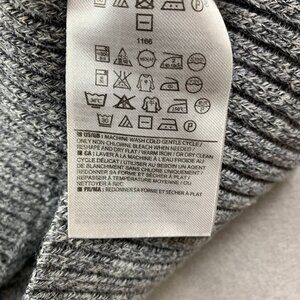 1166
US/GB: MACHINE WASH COLD GENTLE CYCLE /
ONLY NON-CHLORINE BLEACH WHEN NEEDED /
RESHAPE AND DRY FLAT / WARM IRON / OR DRY CLEAN
CA: LAVER À LA MACHINE À L'EAU FROIDE AU
CYCLE DÉLICAT / UTILISER AU BESOIN UN AGENT
DE BLANCHIMENT SANS CHLORE UNIQUEMENT /
REDONNER SA FORME ET SÉCHER À PLAT /
TEMPÉRATURE MOYENNE / OU
NETTOYER À SEC
FR/MA: REDONNER SA FORME ET SÉCHER À PLAT